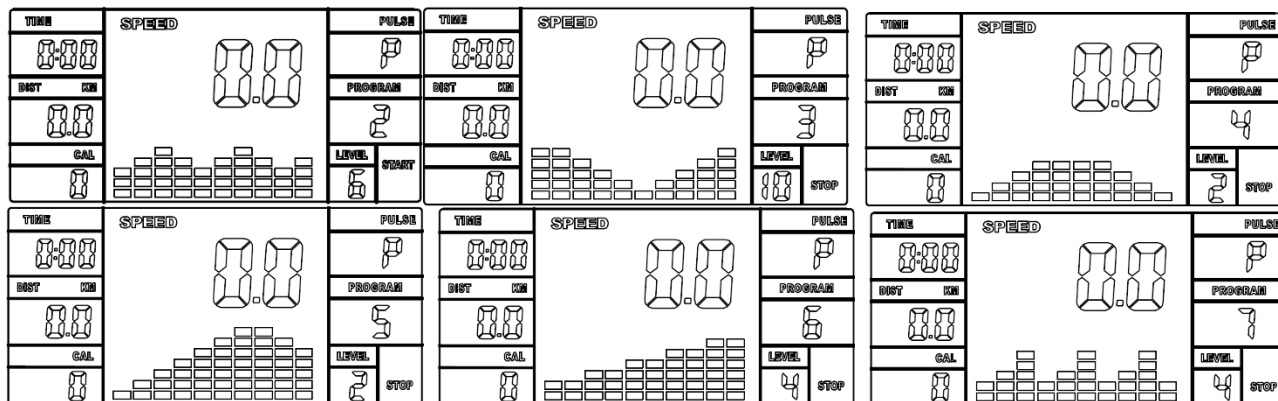 TIME SPEED PULSE
0:00 0.0 P
DIST KM PROGRAM
0.0 2
CAL LEVEL START
0 6
TIME SPEED PULSE
0:00 0.0 P
DIST KM PROGRAM
0.0 3
CAL LEVEL STOP
0 10
TIME SPEED PULSE
0:00 0.0 P
DIST KM PROGRAM
0.0 4
CAL LEVEL STOP
0 2
TIME SPEED PULSE
0:00 0.0 P
DIST KM PROGRAM
0.0 5
CAL LEVEL STOP
0 2
TIME SPEED PULSE
0:00 0.0 P
DIST KM PROGRAM
0.0 6
CAL LEVEL STOP
0 4
TIME SPEED PULSE
0:00 0.0 P
DIST KM PROGRAM
0.0 7
CAL LEVEL STOP
0 4